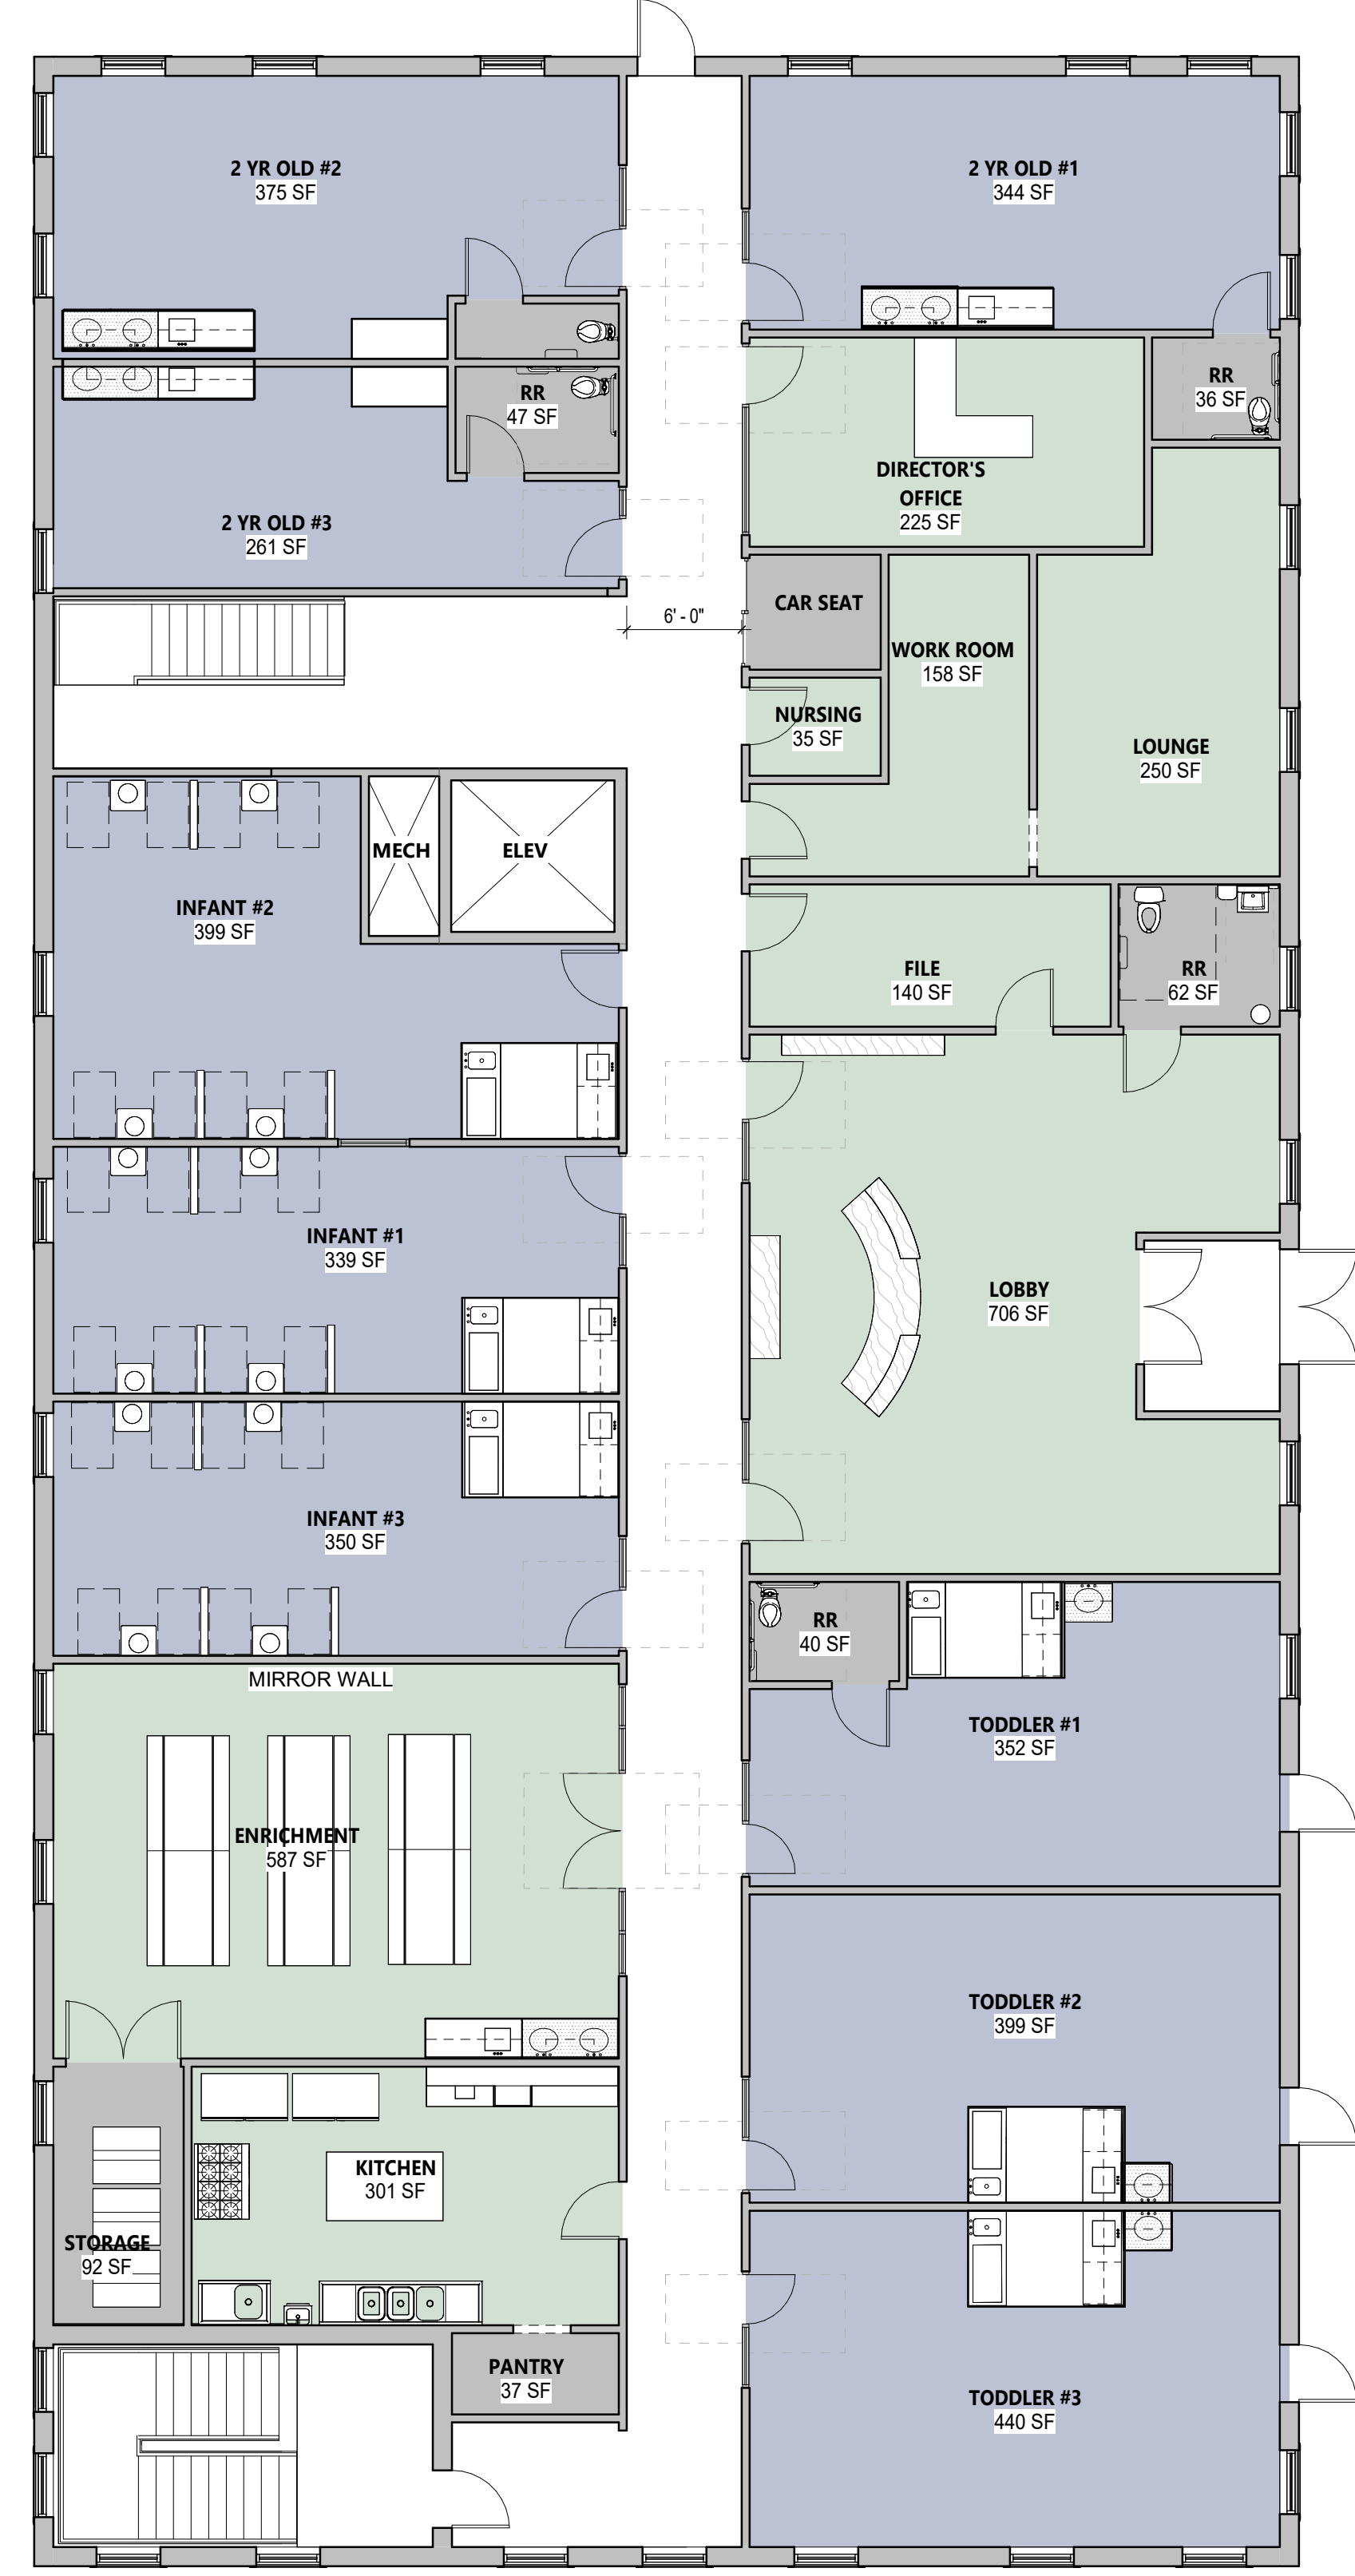 2 YR OLD #2
375 SF
2 YR OLD #1
344 SF
RR
47 SF
RR
36 SF
DIRECTOR'S
OFFICE
225 SF
2 YR OLD #3
261 SF
6' - 0"
CAR SEAT
WORK ROOM
158 SF
NURSING
35 SF
LOUNGE
250 SF
MECH
ELEV
INFANT #2
399 SF
FILE
140 SF
RR
62 SF
INFANT #1
339 SF
LOBBY
706 SF
INFANT #3
350 SF
RR
40 SF
MIRROR WALL
TODDLER #1
352 SF
ENRICHMENT
587 SF
TODDLER #2
399 SF
KITCHEN
301 SF
STORAGE
92 SF
PANTRY
37 SF
TODDLER #3
440 SF